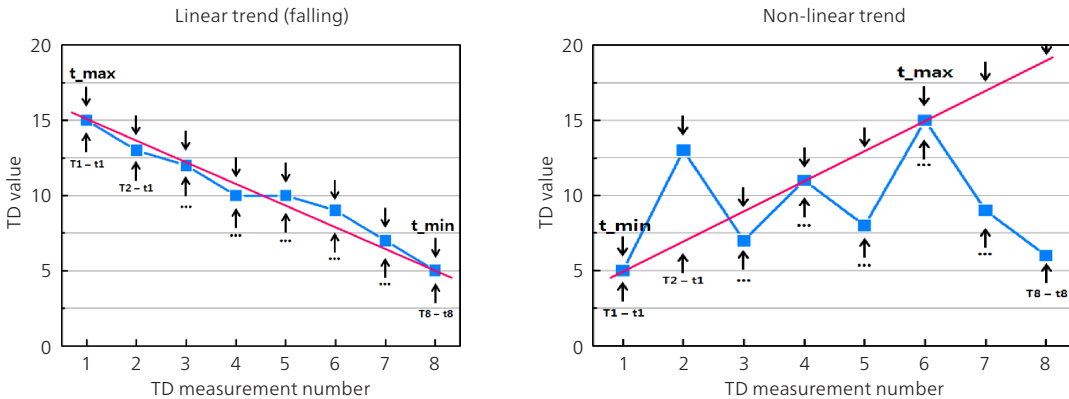 Linear trend (falling)
20
15
10
5
0
TD value
t_max
T1 – t1
T2 – t1
...
...
...
...
...
t_min
T8 – t8
1 2 3 4 5 6 7 8
TD measurement number
Non-linear trend
20
15
10
5
0
TD value
t_min
T1 – t1
T2 – t1
...
...
...
t_max
...
...
T8 – t8
1 2 3 4 5 6 7 8
TD measurement number